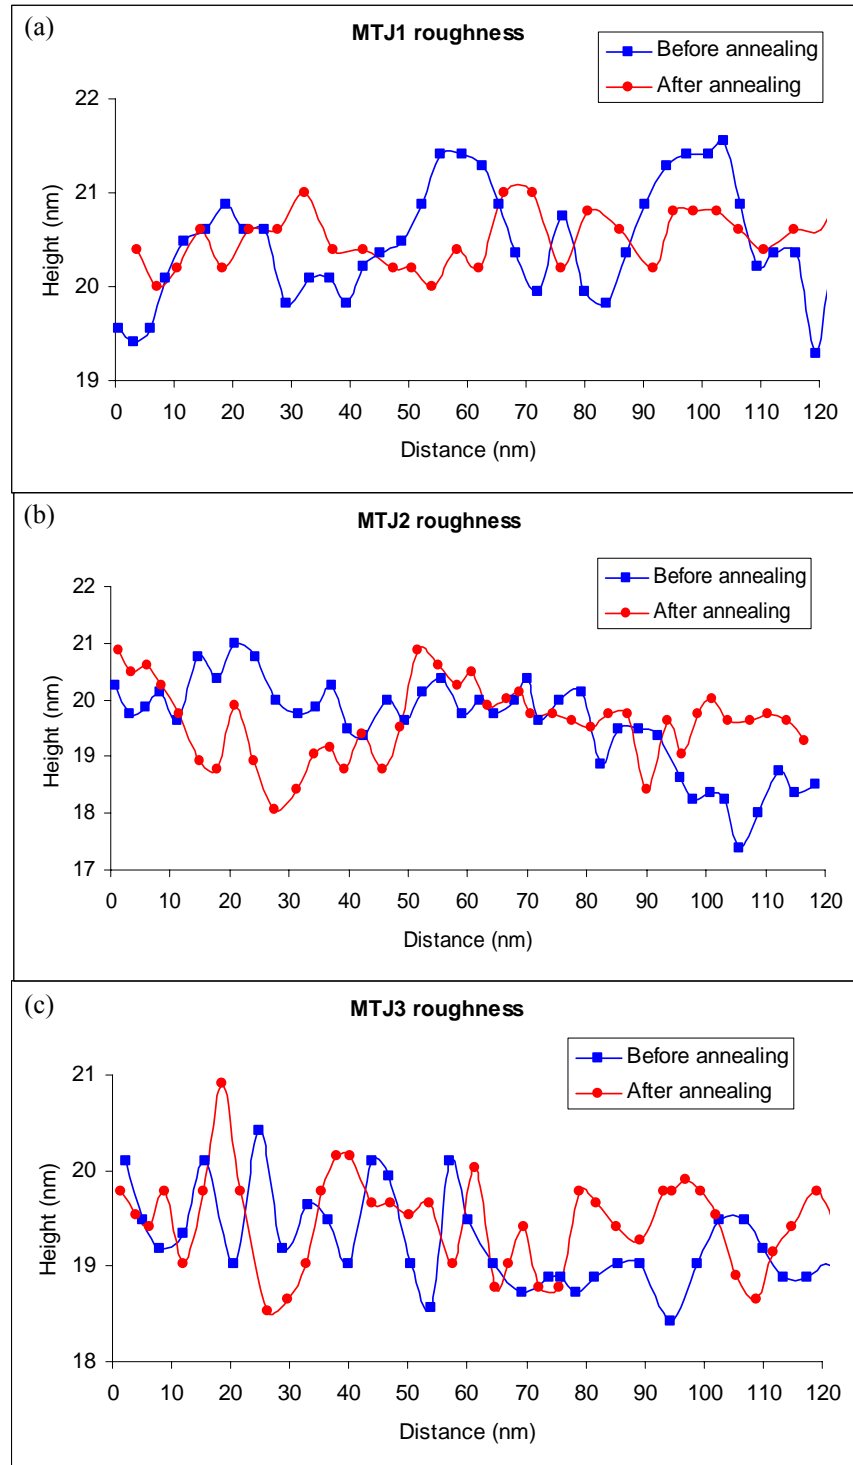 (a)
MTJ1 roughness
Before annealing
After annealing
22
21
20
19
Height (nm)
0 10 20 30 40 50 60 70 80 90 100 110 120
Distance (nm)
(b)
MTJ2 roughness
Before annealing
After annealing
22
21
20
19
18
17
Height (nm)
0 10 20 30 40 50 60 70 80 90 100 110 120
Distance (nm)
(c)
MTJ3 roughness
Before annealing
After annealing
21
20
19
18
Height (nm)
0 10 20 30 40 50 60 70 80 90 100 110 120
Distance (nm)